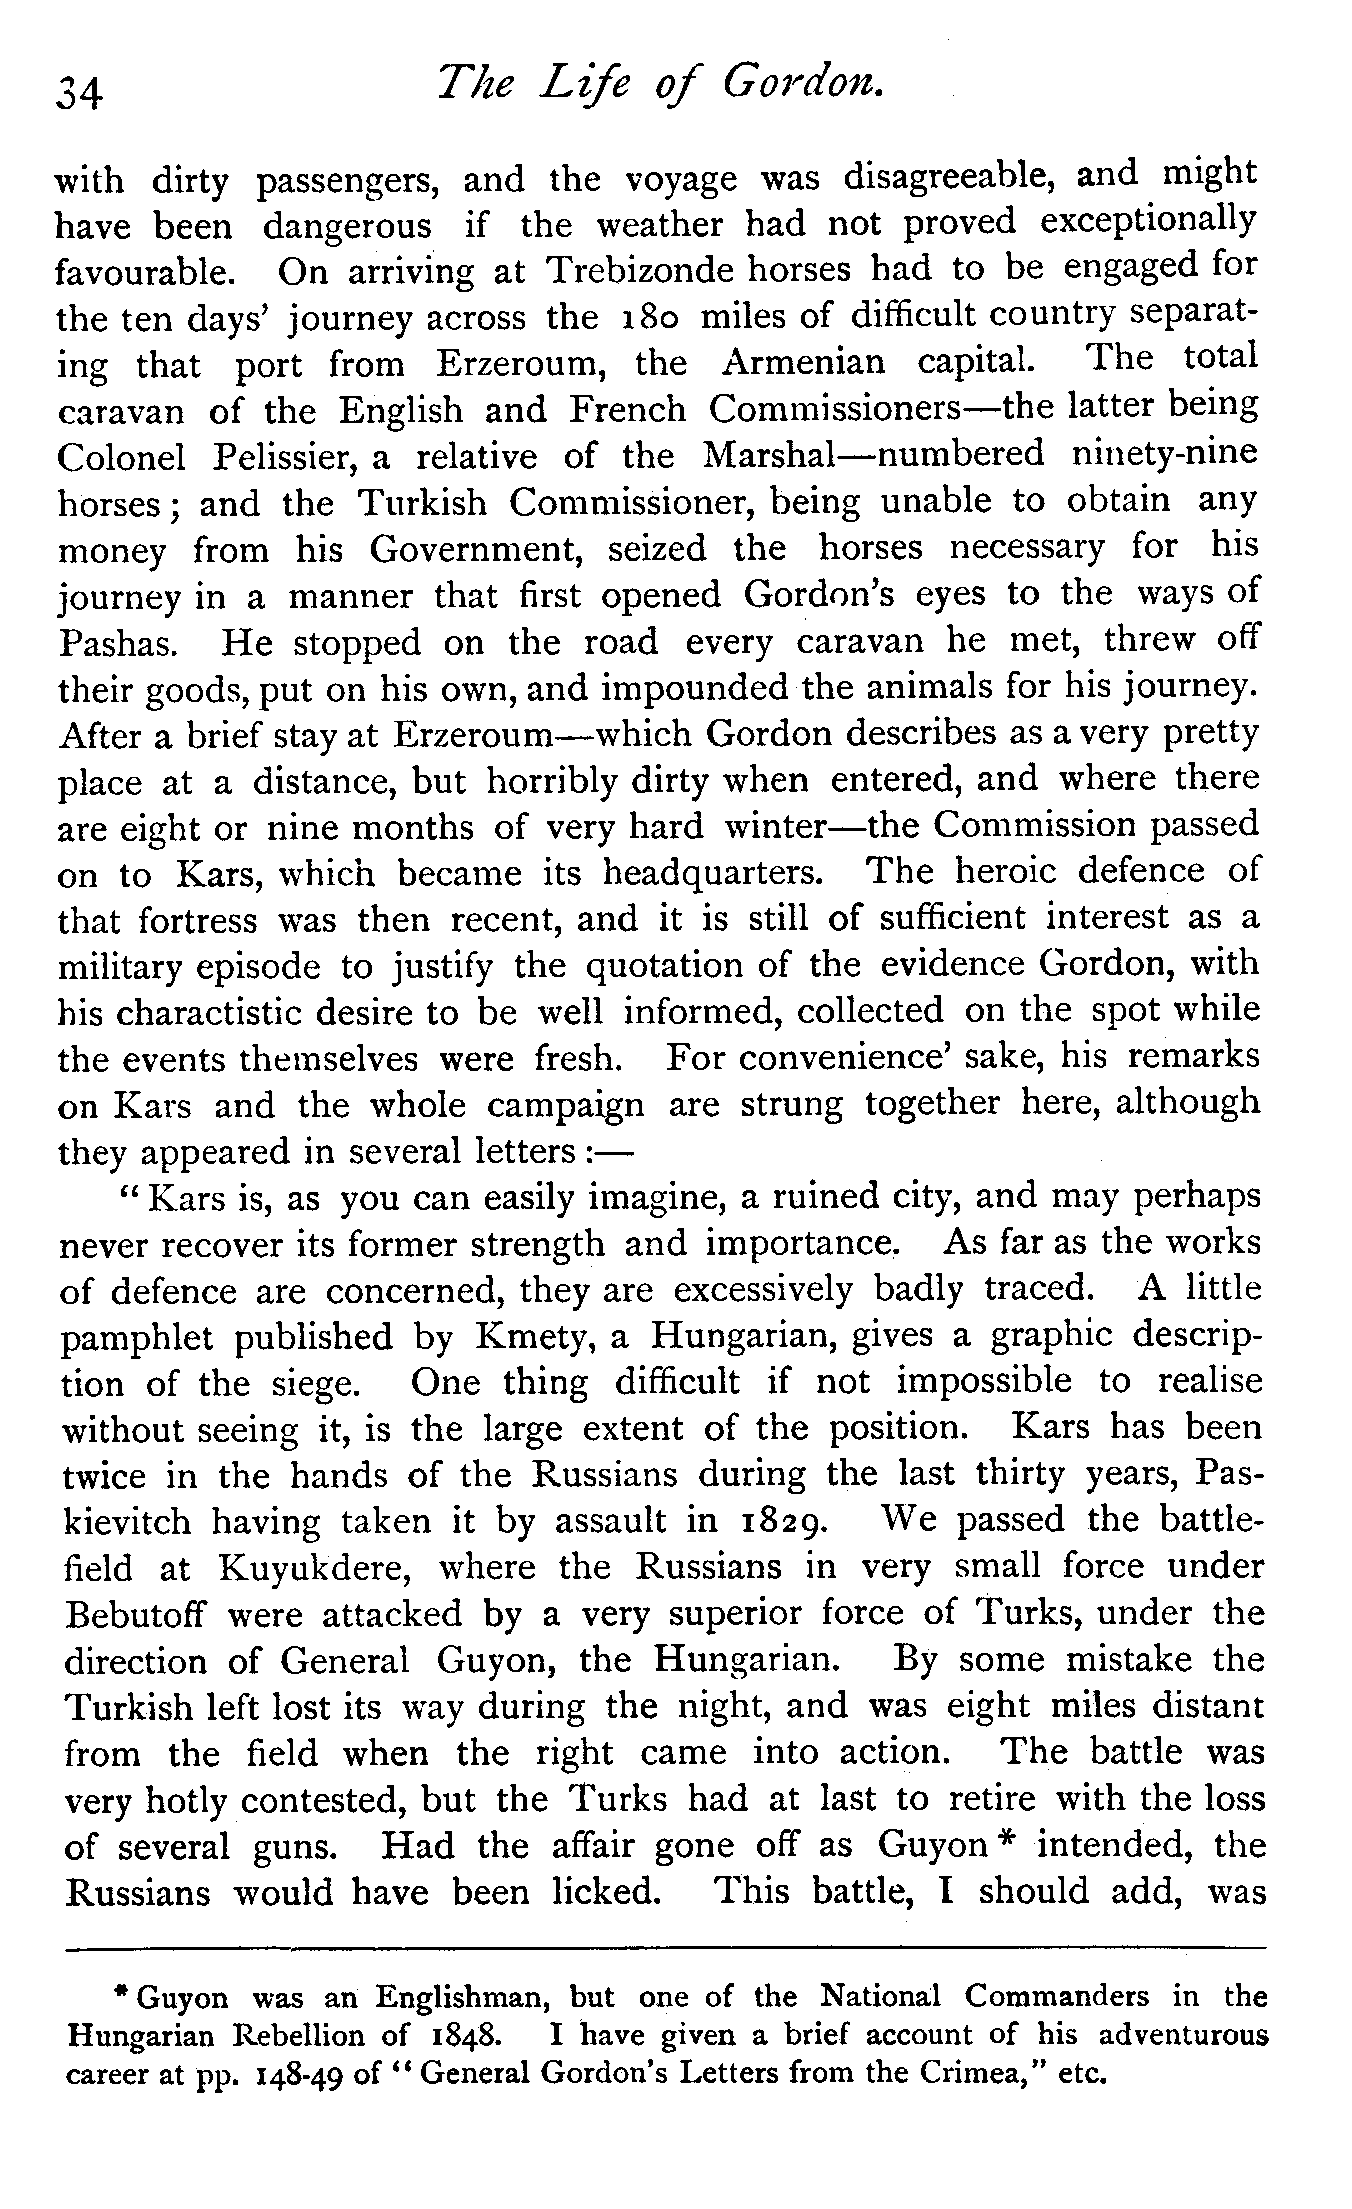 34 The Life of Gordon.
with dirty passengers, and the voyage was disagreeable, and might
have been dangerous if the weather had not proved exceptionally
favourable. On arriving at Trebizonde horses had to be engaged for
the ten days' journey across the 180 miles of difficult country separat-
ing that port from Erzeroum, the Armenian capital. The total
caravan of the English and French Commissioners—the latter being
Colonel Pelissier, a relative of the Marshal—numbered ninety-nine
horses; and the Turkish Commissioner, being unable to obtain any
money from his Government, seized the horses necessary for his
journey in a manner that first opened Gordon's eyes to the ways of
Pashas. He stopped on the road every caravan he met, threw off
their goods, put on his own, and impounded the animals for his journey.
After a brief stay at Erzeroum—which Gordon describes as a very pretty
place at a distance, but horribly dirty when entered, and where there
are eight or nine months of very hard winter—the Commission passed
on to Kars, which became its headquarters. The heroic defence of
that fortress was then recent, and it is still of sufficient interest as a
military episode to justify the quotation of the evidence Gordon, with
his charactistic desire to be well informed, collected on the spot while
the events themselves were fresh. For convenience' sake, his remarks
on Kars and the whole campaign are strung together here, although
they appeared in several letters:—
"Kars is, as you can easily imagine, a ruined city, and may perhaps
never recover its former strength and importance. As far as the works
of defence are concerned, they are excessively badly traced. A little
pamphlet published by Kmety, a Hungarian, gives a graphic descrip-
tion of the siege. One thing difficult if not impossible to realise
without seeing it, is the large extent of the position. Kars has been
twice in the hands of the Russians during the last thirty years, Pas-
kievitch having taken it by assault in 1829. We passed the battle-
field at Kuyukdere, where the Russians in very small force under
Bebutoff were attacked by a very superior force of Turks, under the
direction of General Guyon, the Hungarian. By some mistake the
Turkish left lost its way during the night, and was eight miles distant
from the field when the right came into action. The battle was
very hotly contested, but the Turks had at last to retire with the loss
of several guns. Had the affair gone off as Guyon * intended, the
Russians would have been licked. This battle, I should add, was
* Guyon was an Englishman, but one of the National Commanders in the
Hungarian Rebellion of 1848. I have given a brief account of his adventurous
career at pp. 148-49 of "General Gordon's Letters from the Crimea," etc.